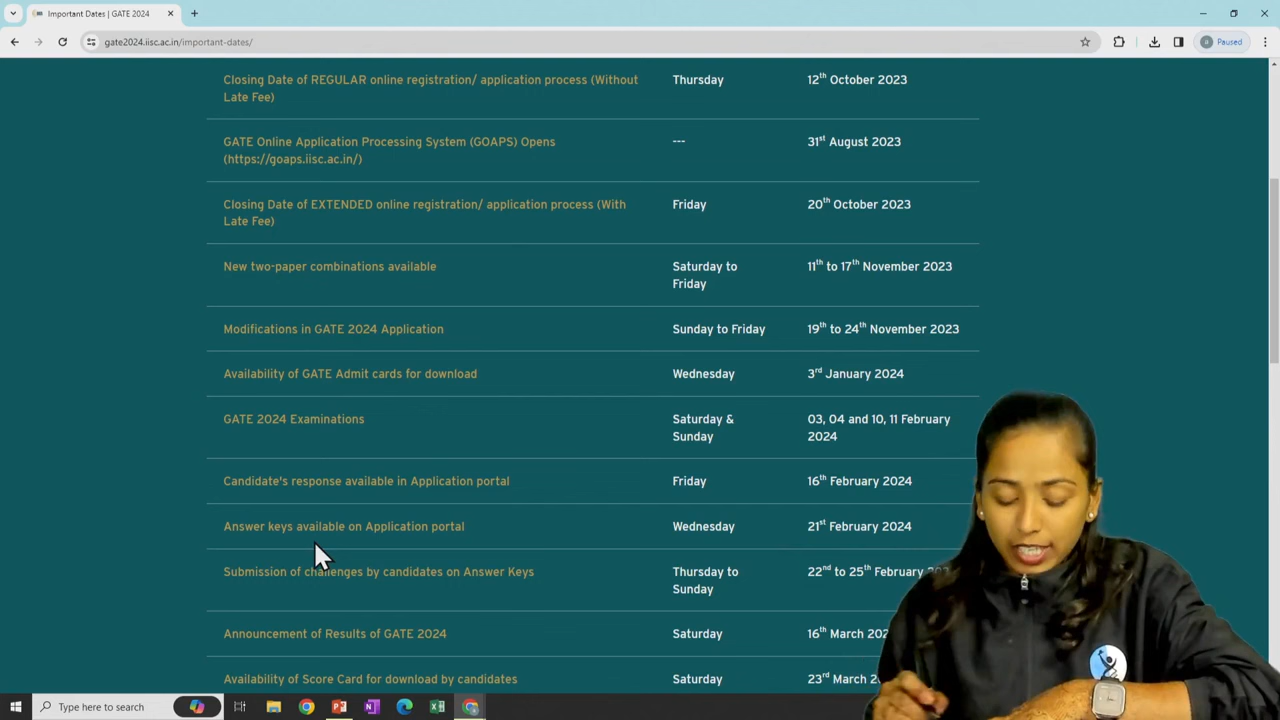 Important Dates | GATE 2024
gate2024.iisc.ac.in/important-dates/
Paused
Closing Date of REGULAR online registration/ application process (Without
Late Fee)
Thursday
12th October 2023
GATE Online Application Processing System (GOAPS) Opens
(https://goaps.iisc.ac.in/)
---
31st August 2023
Closing Date of EXTENDED online registration/ application process (With
Late Fee)
Friday
20th October 2023
New two-paper combinations available
Saturday to
Friday
11th to 17th November 2023
Modifications in GATE 2024 Application
Sunday to Friday
19th to 24th November 2023
Availability of GATE Admit cards for download
Wednesday
3rd January 2024
GATE 2024 Examinations
Saturday &
Sunday
03, 04 and 10, 11 February
2024
Candidate's response available in Application portal
Friday
16th February 2024
Answer keys available on Application portal
Wednesday
21st February 2024
Submission of challenges by candidates on Answer Keys
Thursday to
Sunday
22nd to 25th February
Announcement of Results of GATE 2024
Saturday
16th March
Availability of Score Card for download by candidates
Saturday
23rd March
Type here to search